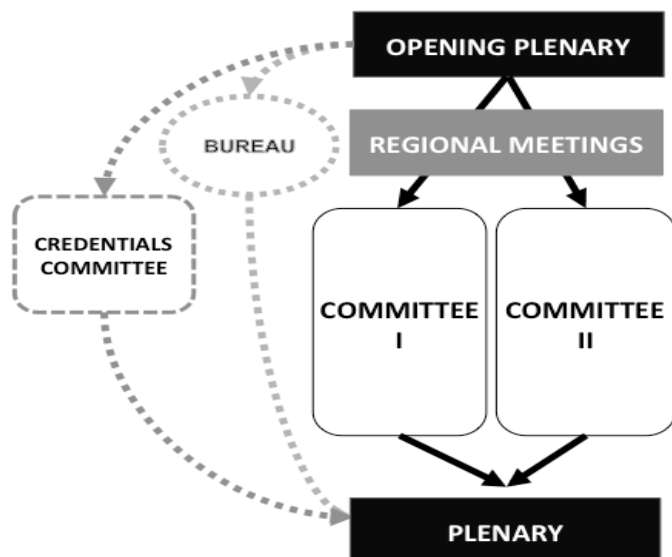 OPENING PLENARY
BUREAU
REGIONAL MEETINGS
CREDENTIALS
COMMITTEE
COMMITTEE
I
COMMITTEE
II
PLENARY